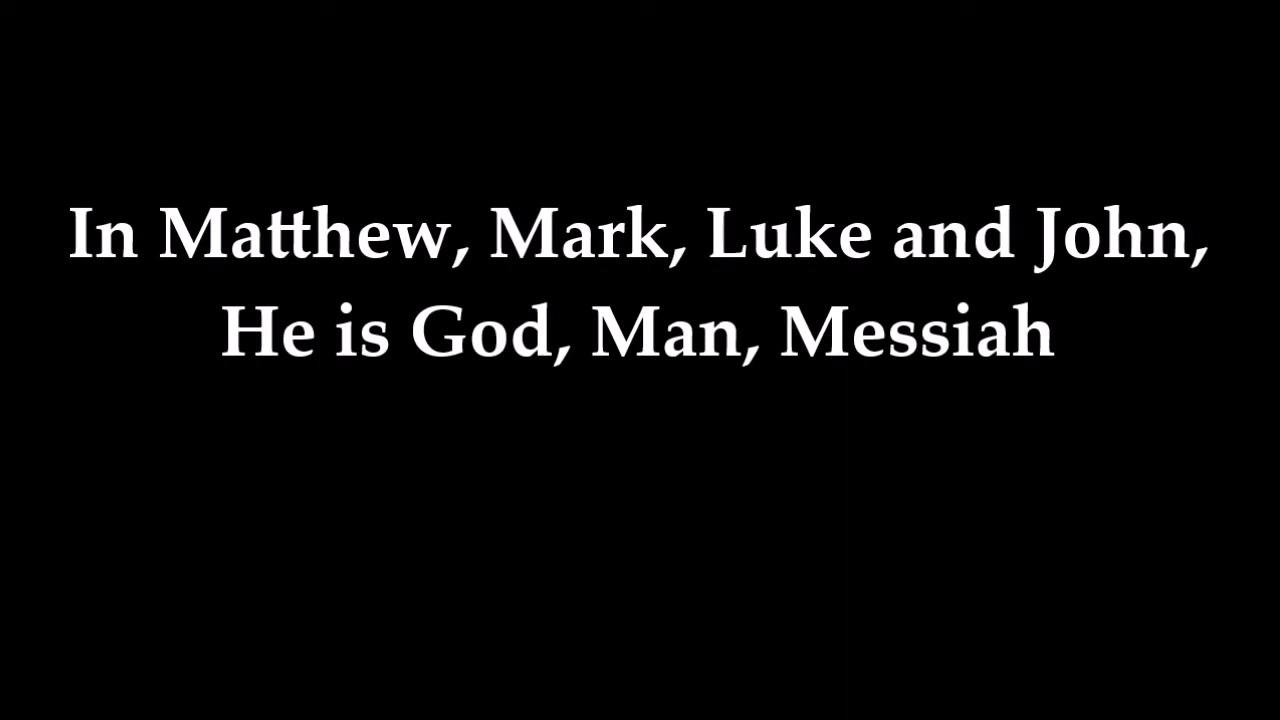 In Matthew, Mark, Luke and John,
He is God, Man, Messiah